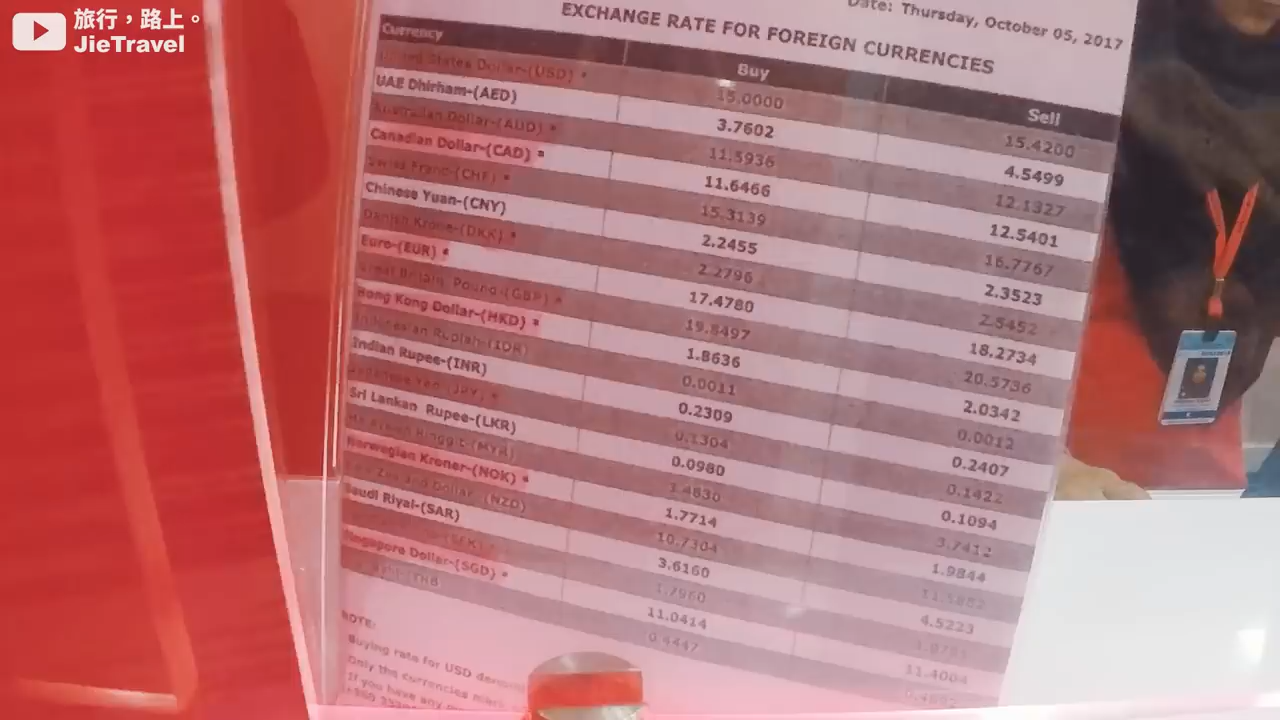 旅行，路上。
JieTravel
Date: Thursday, October 05, 2017
EXCHANGE RATE FOR FOREIGN CURRENCIES
Currency Buy Sell
United States Dollar-(USD) * 15.0000 15.4200
UAE Dhirham-(AED) 3.7602 4.5499
Australian Dollar-(AUD) * 11.5936 12.1327
Canadian Dollar-(CAD) * 11.6466 12.5401
Swiss Franc-(CHF) * 15.3139 16.7767
Chinese Yuan-(CNY) 2.2455 2.3523
Danish Krone-(DKK) * 2.2796 2.5452
Euro-(EUR) * 17.4780 18.2734
Great Britain Pound-(GBP) * 19.8497 20.5736
Hong Kong Dollar-(HKD) * 1.8636 2.0342
Indonesian Rupiah-(IDR) 0.0011 0.0012
Indian Rupee-(INR) 0.2309 0.2407
Japanese Yen-(JPY) * 0.1304 0.1422
Sri Lankan Rupee-(LKR) 0.0980 0.1094
Malaysian Ringgit-(MYR) 1.4830 3.7412
Norwegian Kroner-(NOK) * 1.7714 1.9844
New Zealand Dollar-(NZD) 10.7304
Saudi Riyal-(SAR) 3.6160 4.5223
(SEK) 1.7960
Singapore Dollar-(SGD) * 11.0414 11.4004
0.4447
NOTE:
Buying rate for USD
Only the currencies
If you have any